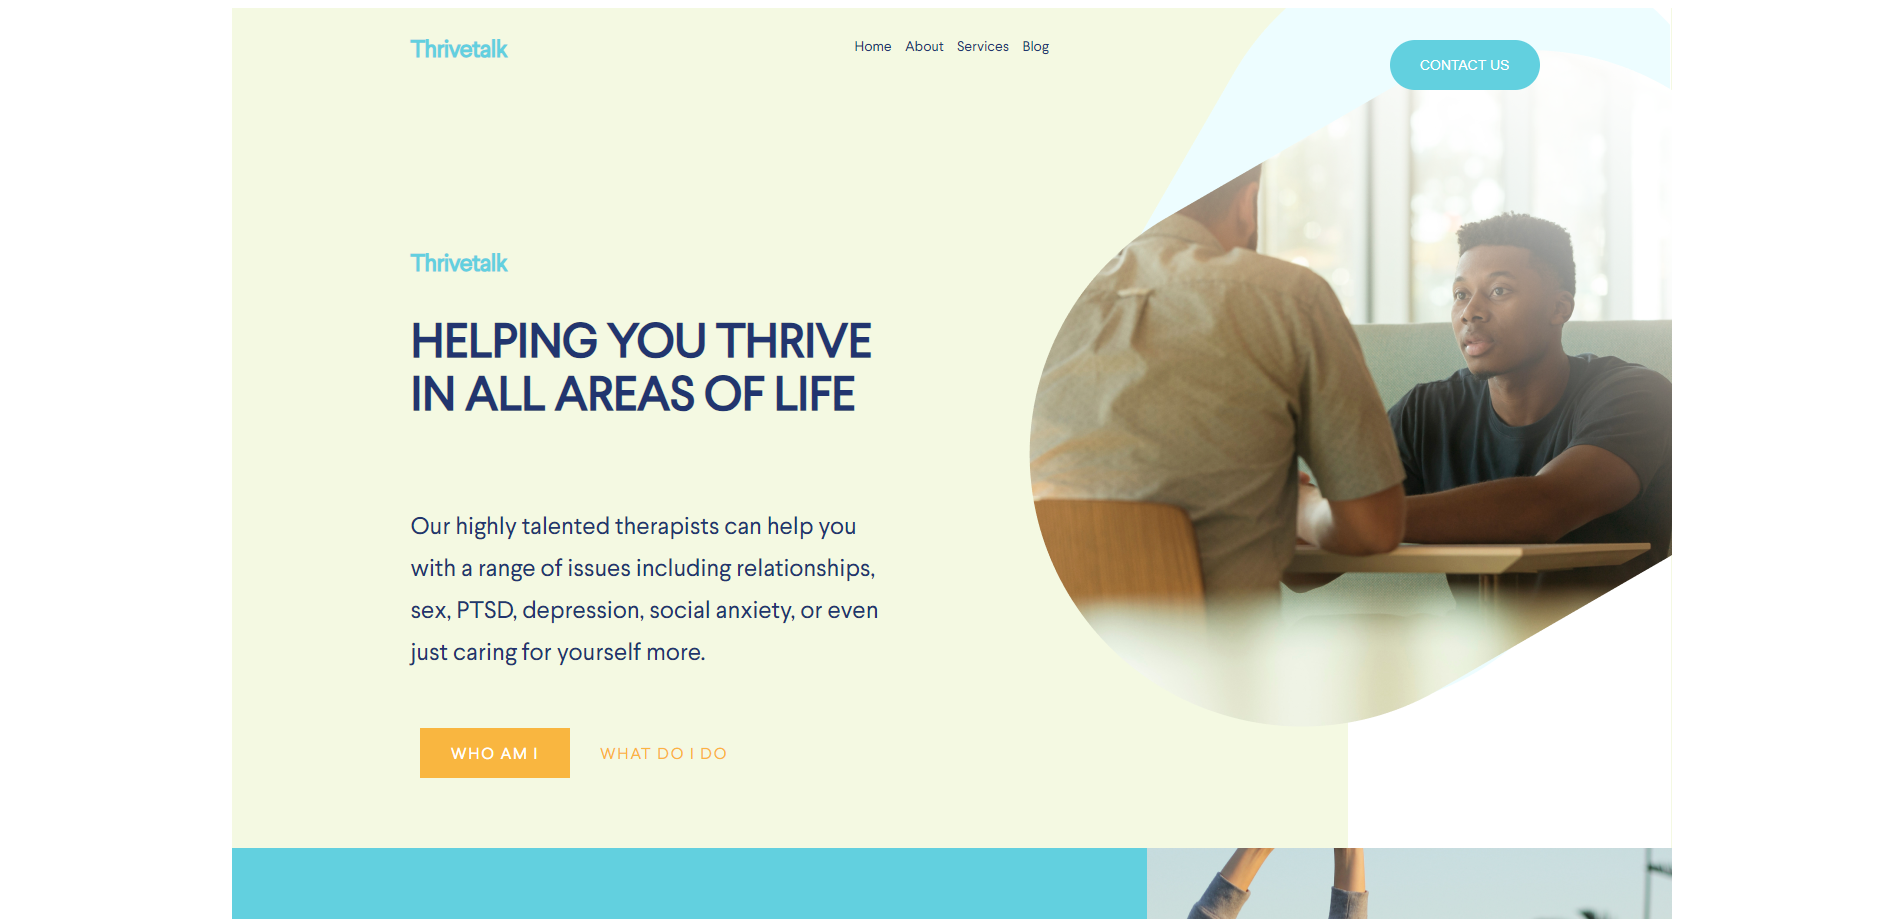 Thrivetalk
Home About Services Blog
CONTACT US
Thrivetalk
HELPING YOU THRIVE
IN ALL AREAS OF LIFE
Our highly talented therapists can help you
with a range of issues including relationships,
sex, PTSD, depression, social anxiety, or even
just caring for yourself more.
WHO AM I
WHAT DO I DO